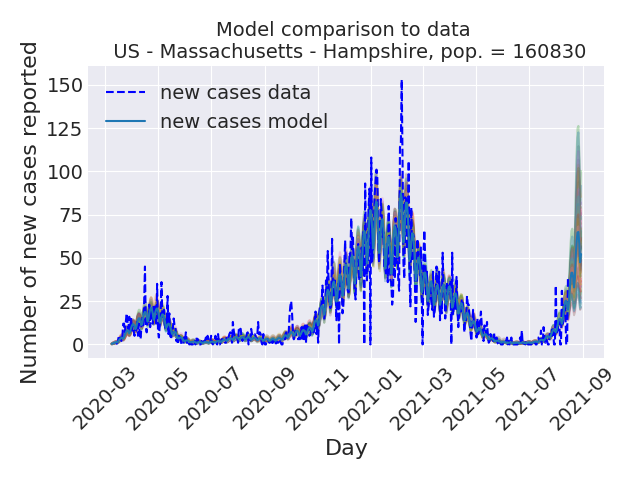 Model comparison to data
US - Massachusetts - Hampshire, pop. = 160830
Number of new cases reported
150
125
100
75
50
25
0
new cases data
new cases model
2020-03
2020-05
2020-07
2020-09
2020-11
2021-01
2021-03
2021-05
2021-07
2021-09
Day